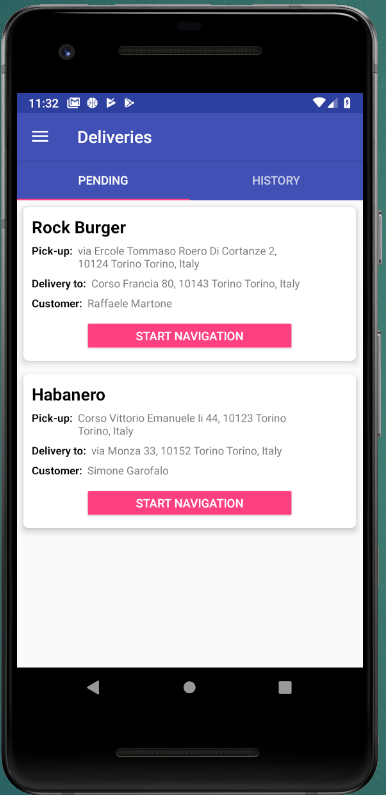 11:32
Deliveries
PENDING HISTORY
Rock Burger
Pick-up: via Ercole Tommaso Roero Di Cortanze 2,
10124 Torino Torino, Italy
Delivery to: Corso Francia 80, 10143 Torino Torino, Italy
Customer: Raffaele Martone
START NAVIGATION
Habanero
Pick-up: Corso Vittorio Emanuele Ii 44, 10123 Torino
Torino, Italy
Delivery to: via Monza 33, 10152 Torino Torino, Italy
Customer: Simone Garofalo
START NAVIGATION